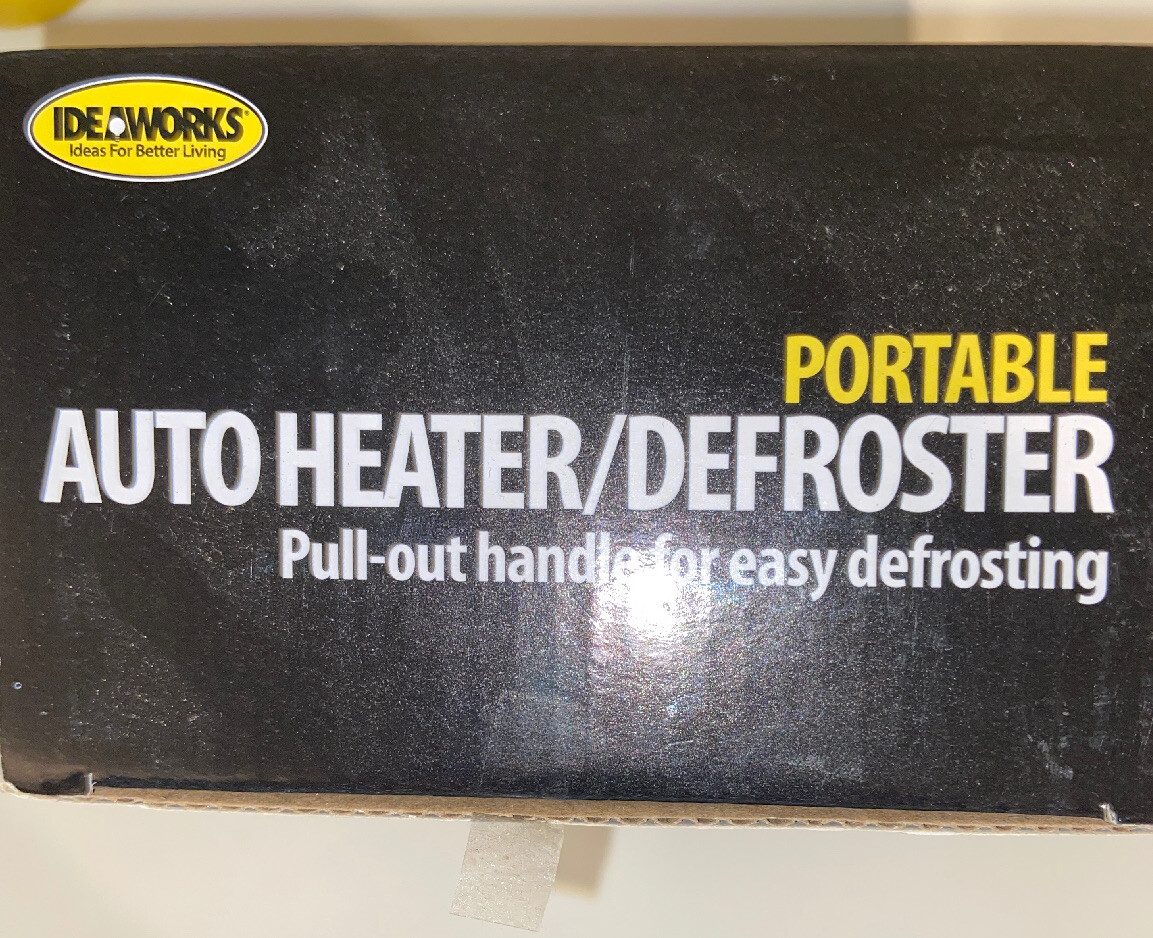 IDEAWORKS®
Ideas For Better Living
PORTABLE
AUTO HEATER/DEFROSTER
Pull-out handle for easy defrosting